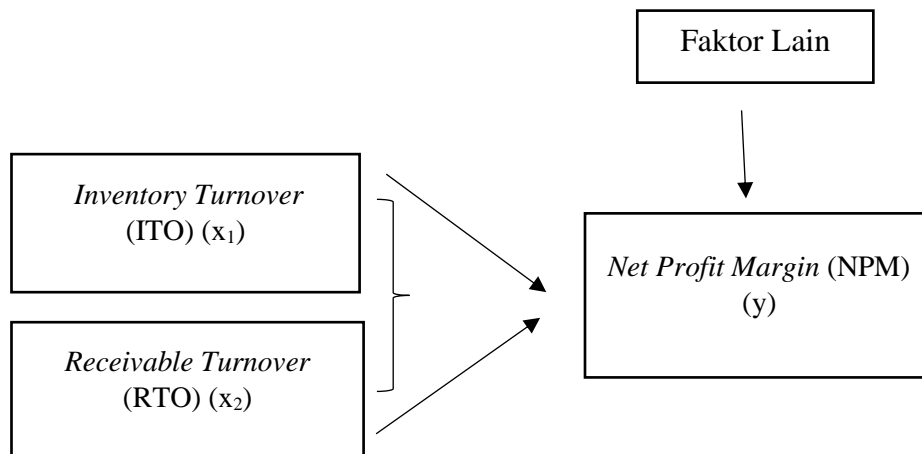 Faktor Lain
Inventory Turnover
(ITO) (x₁)
Net Profit Margin (NPM)
(y)
Receivable Turnover
(RTO) (x₂)